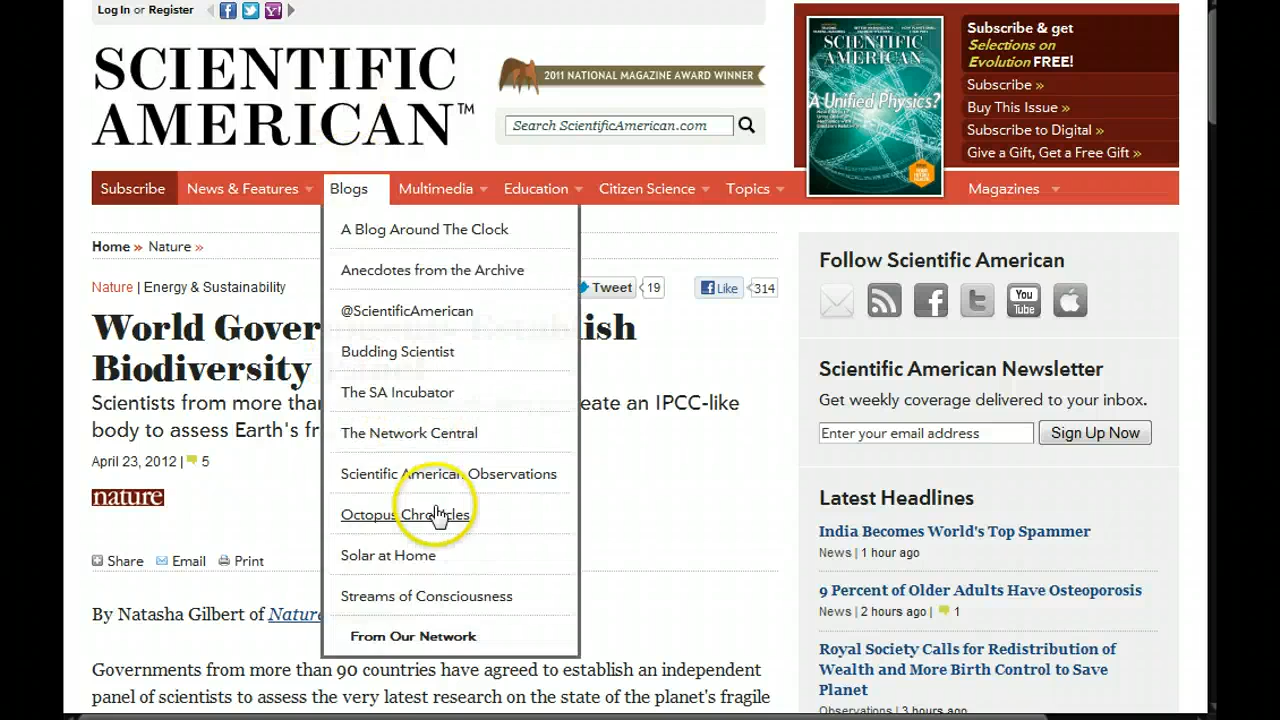 Log In or Register
SCIENTIFIC
AMERICAN™
2011 NATIONAL MAGAZINE AWARD WINNER
Search ScientificAmerican.com
SCIENTIFIC
AMERICAN
A Unified Physics?
Subscribe & get
Selections on
Evolution FREE!
Subscribe »
Buy This Issue »
Subscribe to Digital »
Give a Gift, Get a Free Gift »
Subscribe News & Features Blogs Multimedia Education Citizen Science Topics Magazines
A Blog Around The Clock
Anecdotes from the Archive
@ScientificAmerican
Budding Scientist
The SA Incubator
The Network Central
Scientific American Observations
Octopus Chronicles
Solar at Home
Streams of Consciousness
From Our Network
Home » Nature »
Nature | Energy & Sustainability
Tweet 19 Like 314
World Gover lish
Biodiversity
Scientists from more than eate an IPCC-like
body to assess Earth's fr
April 23, 2012 | 5
nature
Share Email Print
By Natasha Gilbert of Nature
Governments from more than 90 countries have agreed to establish an independent
panel of scientists to assess the very latest research on the state of the planet's fragile
Follow Scientific American
You
Tube
Scientific American Newsletter
Get weekly coverage delivered to your inbox.
Enter your email address Sign Up Now
Latest Headlines
India Becomes World's Top Spammer
News | 1 hour ago
9 Percent of Older Adults Have Osteoporosis
News | 2 hours ago | 1
Royal Society Calls for Redistribution of
Wealth and More Birth Control to Save
Planet
Observations | 3 hours ago